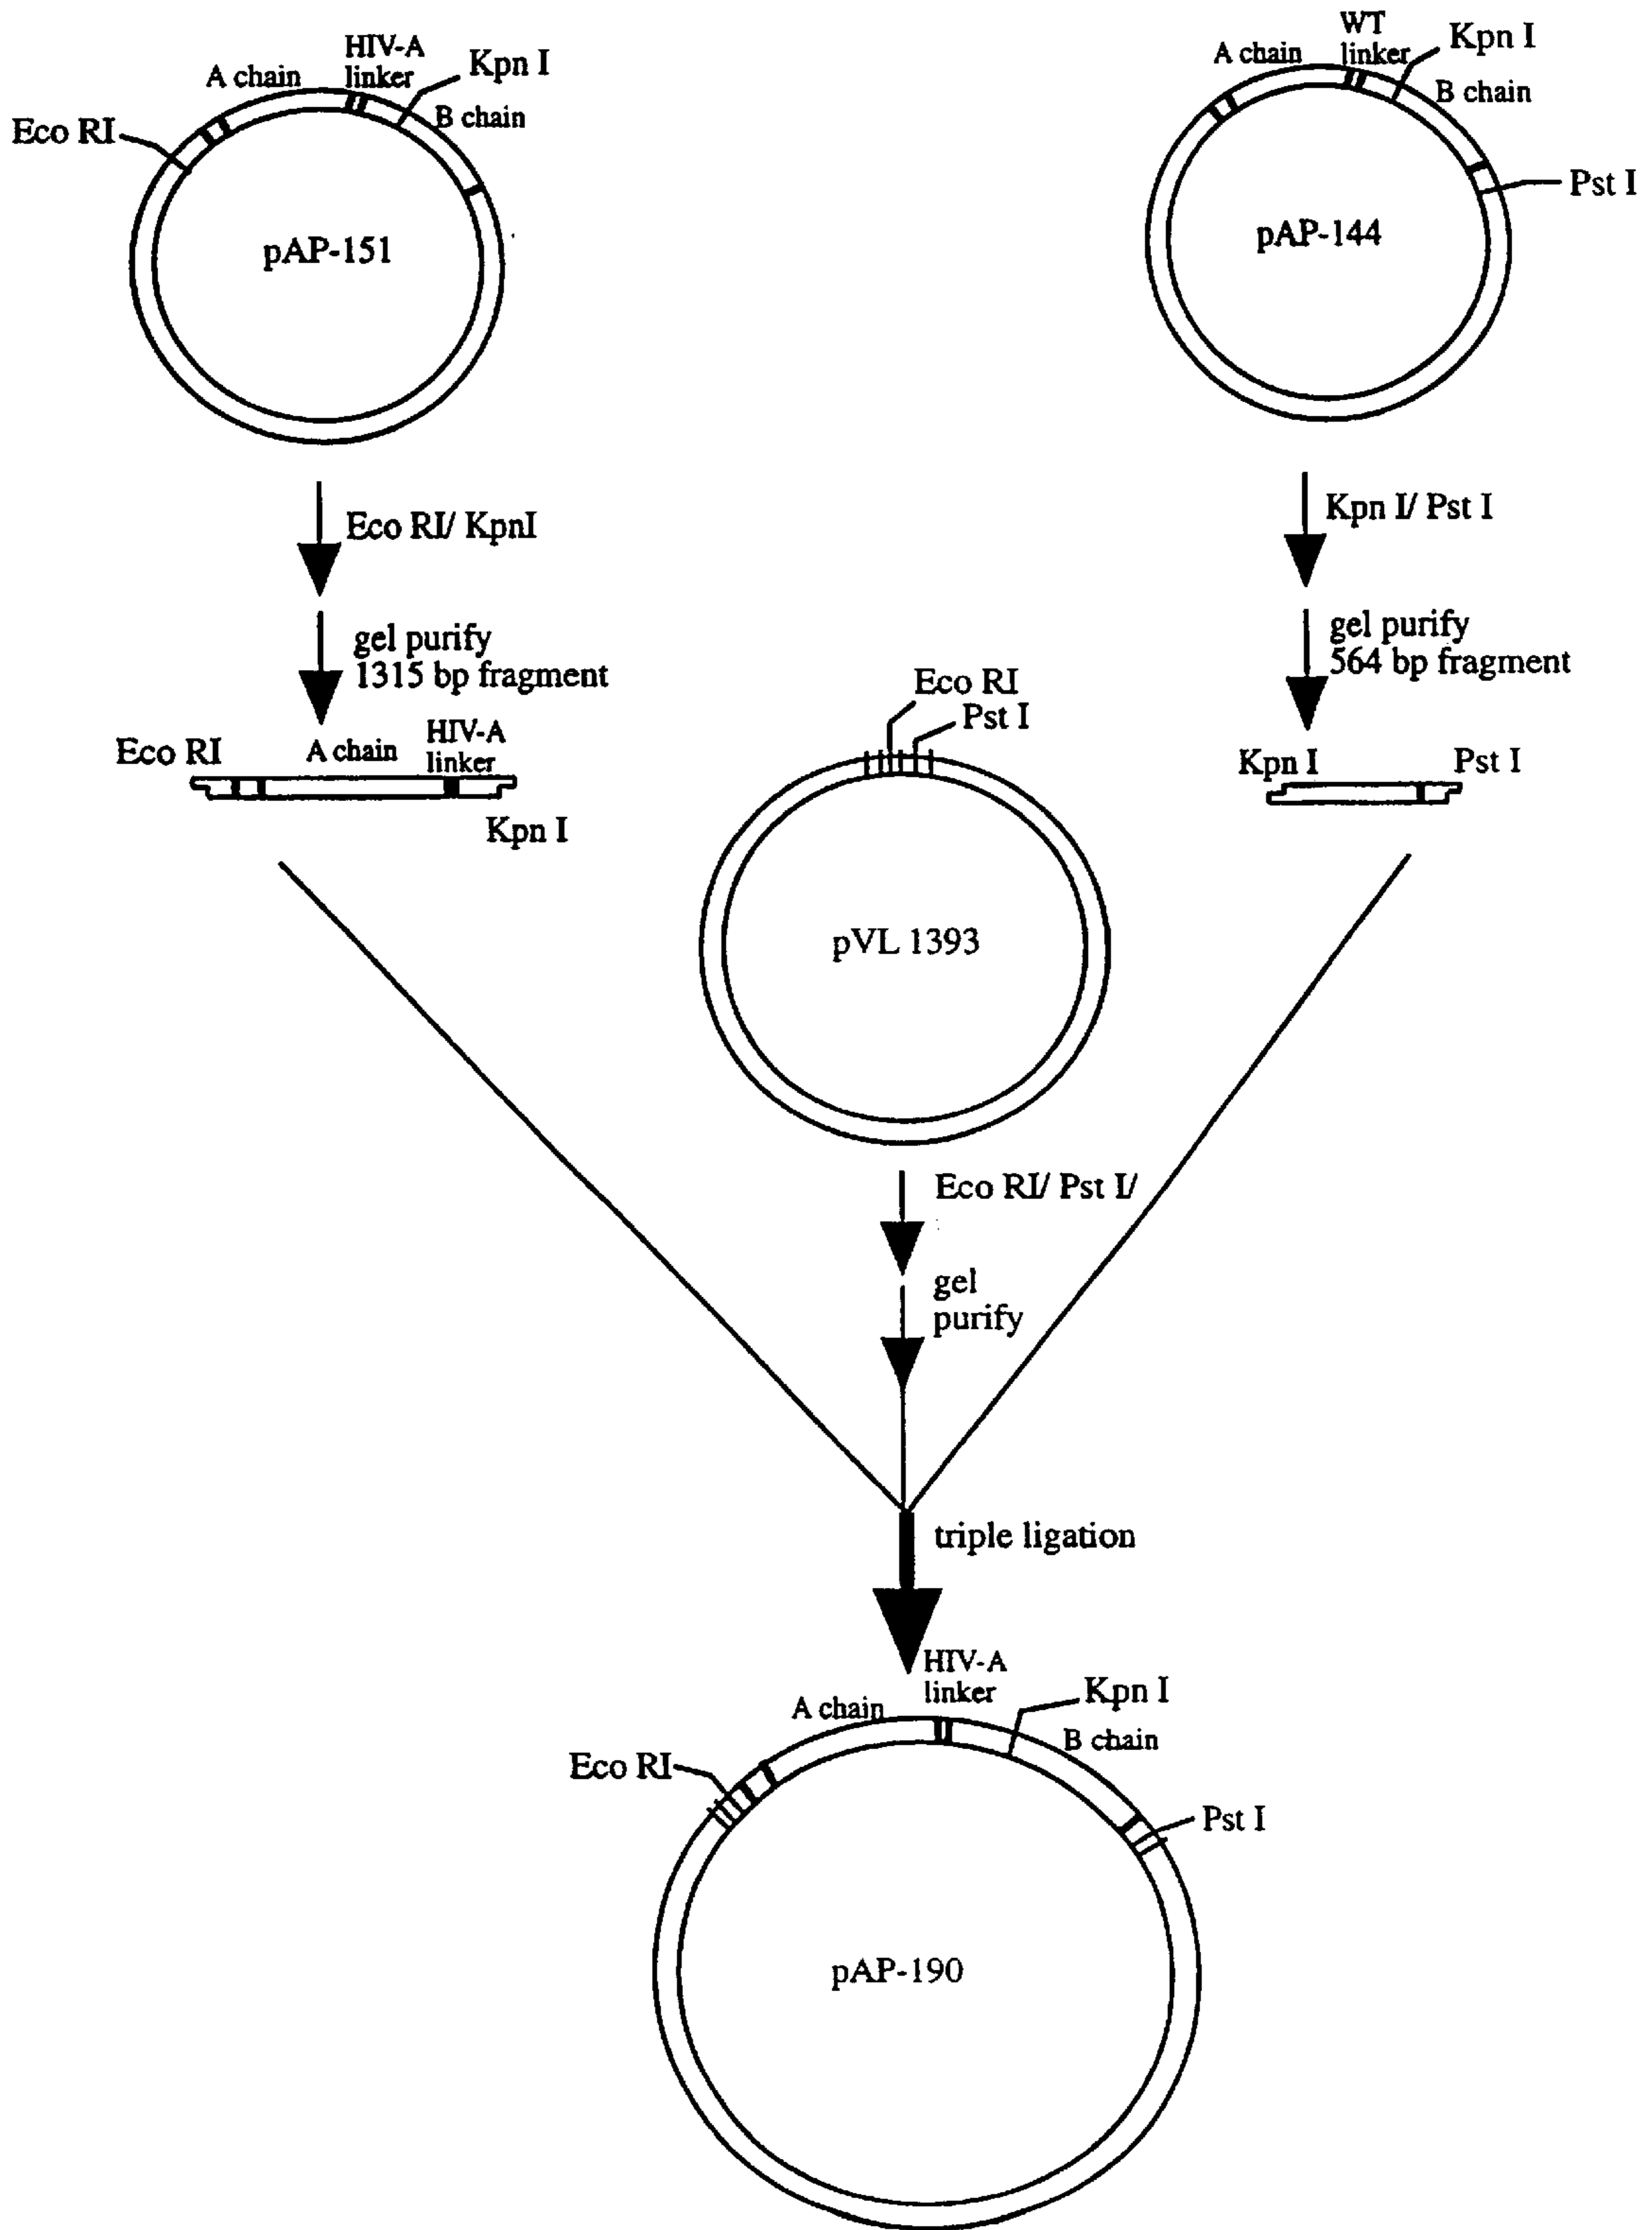 HIV-A
linker
A chain
Kpn I
B chain
Eco RI
pAP-151
WT
linker
A chain
Kpn I
B chain
Pst I
pAP-144
Eco RI/ KpnI
gel purify
1315 bp fragment
Kpn I/ Pst I
gel purify
564 bp fragment
Eco RI
A chain
HIV-A
linker
Kpn I
Eco RI
Pst I
pVL 1393
Kpn I
Pst I
Eco RI/ Pst I/
gel
purify
triple ligation
HIV-A
linker
A chain
Kpn I
B chain
Eco RI
Pst I
pAP-190